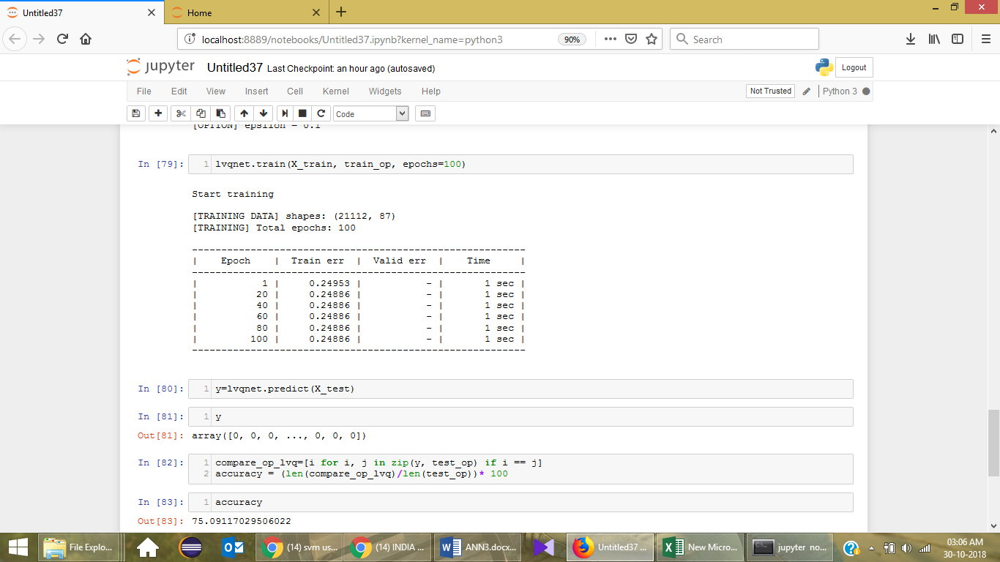 Untitled37
Home
localhost:8889/notebooks/Untitled37.ipynb?kernel_name=python3
90%
Search
jupyter Untitled37 Last Checkpoint: an hour ago (autosaved)
Logout
File Edit View Insert Cell Kernel Widgets Help
Not Trusted
Python 3
Code
[OPTION] epsilon = 0.1
In [79]: 1 lvqnet.train(X_train, train_op, epochs=100)
Start training
[TRAINING DATA] shapes: (21112, 87)
[TRAINING] Total epochs: 100
---------------------------------------------------------
| Epoch | Train err | Valid err | Time |
---------------------------------------------------------
| 1 | 0.24953 | - | 1 sec |
| 20 | 0.24886 | - | 1 sec |
| 40 | 0.24886 | - | 1 sec |
| 60 | 0.24886 | - | 1 sec |
| 80 | 0.24886 | - | 1 sec |
| 100 | 0.24886 | - | 1 sec |
---------------------------------------------------------
In [80]: 1 y=lvqnet.predict(X_test)
In [81]: 1 y
Out[81]: array([0, 0, 0, ..., 0, 0, 0])
In [82]: 1 compare_op_lvq=[i for i, j in zip(y, test_op) if i == j]
2 accuracy = (len(compare_op_lvq)/len(test_op))* 100
In [83]: 1 accuracy
Out[83]: 75.09117029506022
File Explo...
(14) svm us...
(14) INDIA ...
ANN3.docx...
Untitled37 ...
New Micro...
jupyter no...
03:06 AM
30-10-2018